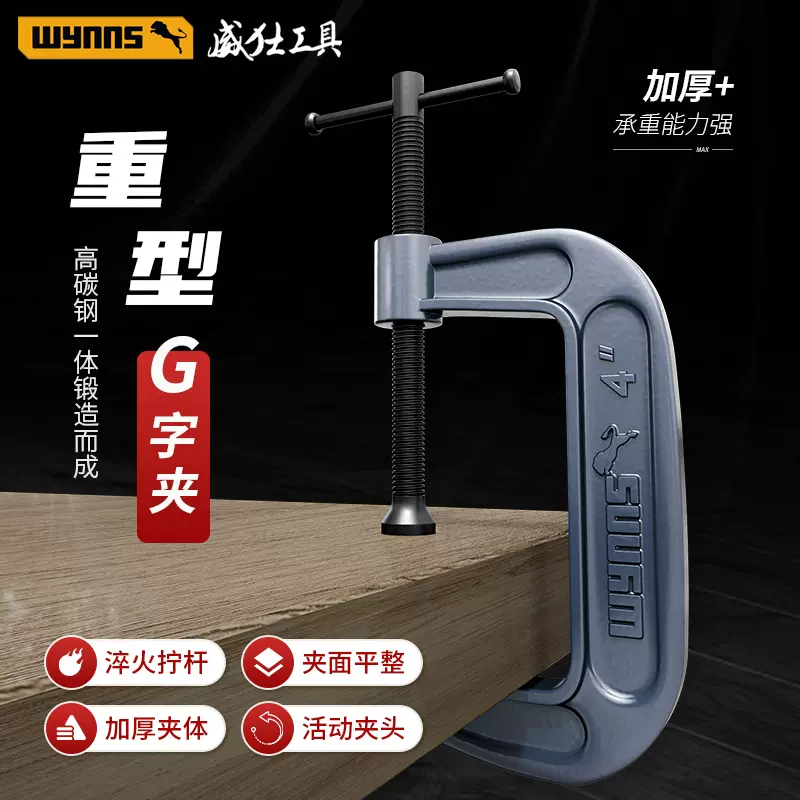 WYNNS 威仕工具
加厚+
承重能力强
MAX
重型
G字夹
高碳钢一体锻造而成
4"
WYNNS
淬火拧杆
夹面平整
加厚夹体
活动夹头